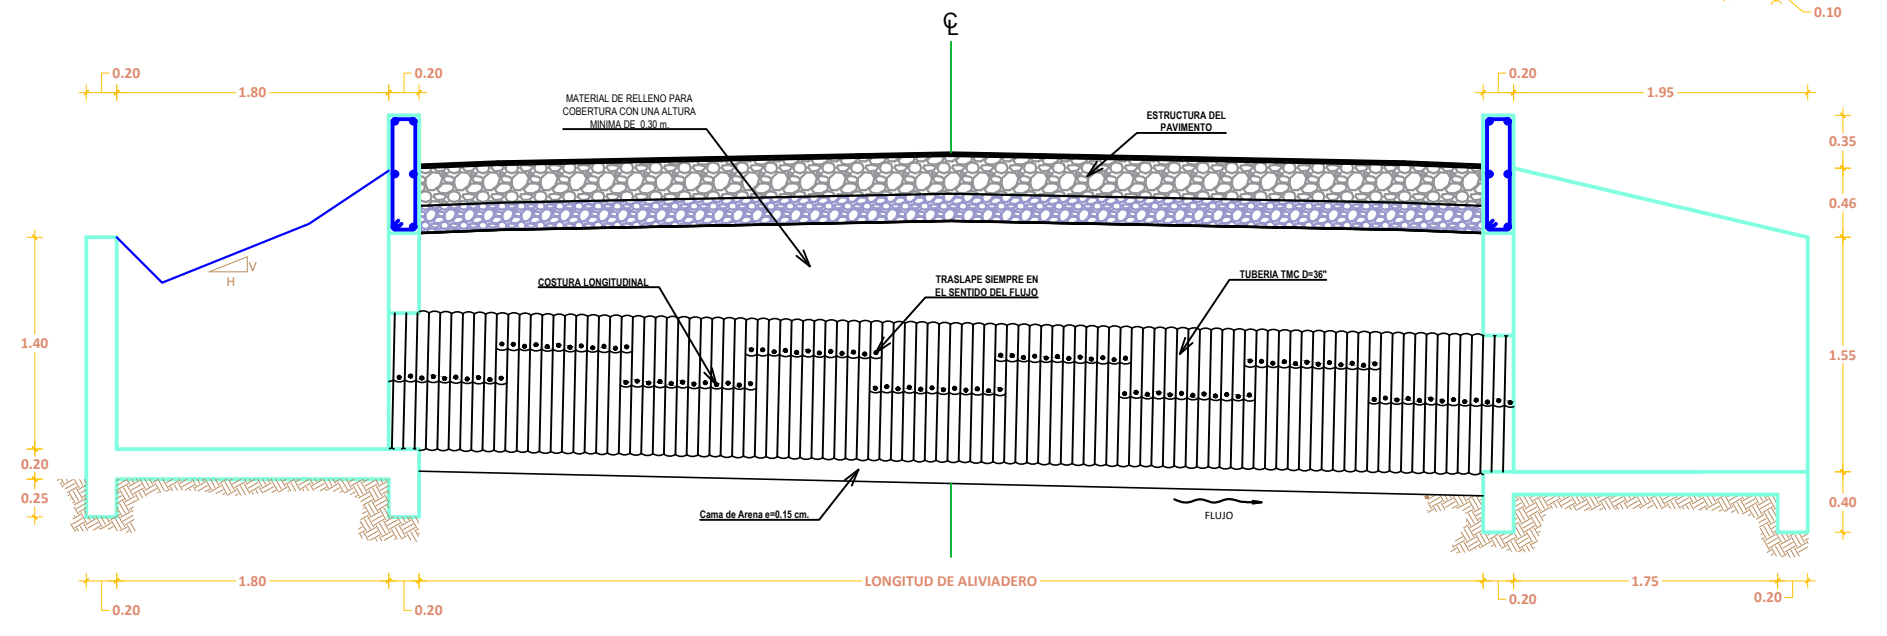 0.10
℄
0.20
1.80
0.20
0.20
1.95
MATERIAL DE RELLENO PARA
COBERTURA CON UNA ALTURA
MINIMA DE 0.30 m.
ESTRUCTURA DEL
PAVIMENTO
0.35
0.46
V
H
COSTURA LONGITUDINAL
TRASLAPE SIEMPRE EN
EL SENTIDO DEL FLUJO
TUBERIA TMC D=36"
1.40
1.55
0.20
0.25
0.40
Cama de Arena e=0.15 cm.
FLUJO
1.80
LONGITUD DE ALIVIADERO
1.75
0.20
0.20
0.20
0.20